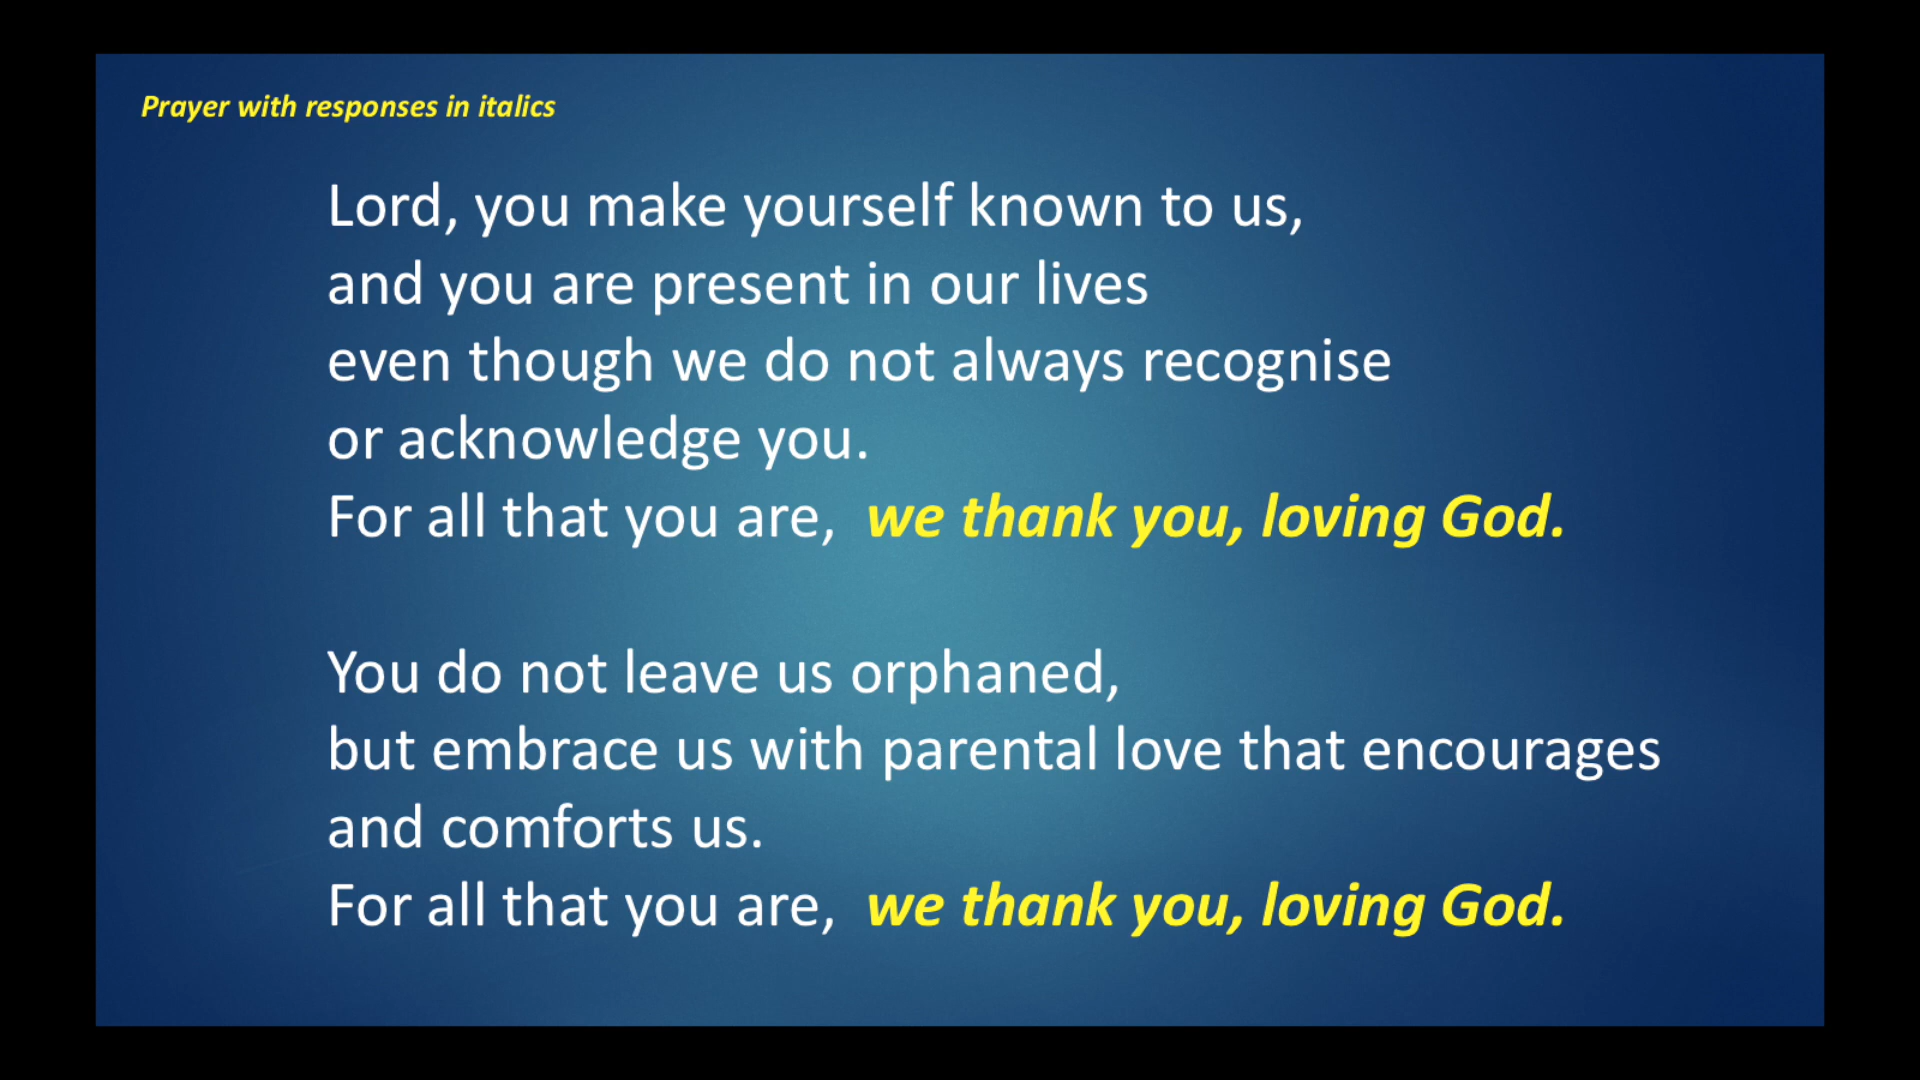 Prayer with responses in italics
Lord, you make yourself known to us,
and you are present in our lives
even though we do not always recognise
or acknowledge you.
For all that you are,  we thank you, loving God.
You do not leave us orphaned,
but embrace us with parental love that encourages
and comforts us.
For all that you are,  we thank you, loving God.